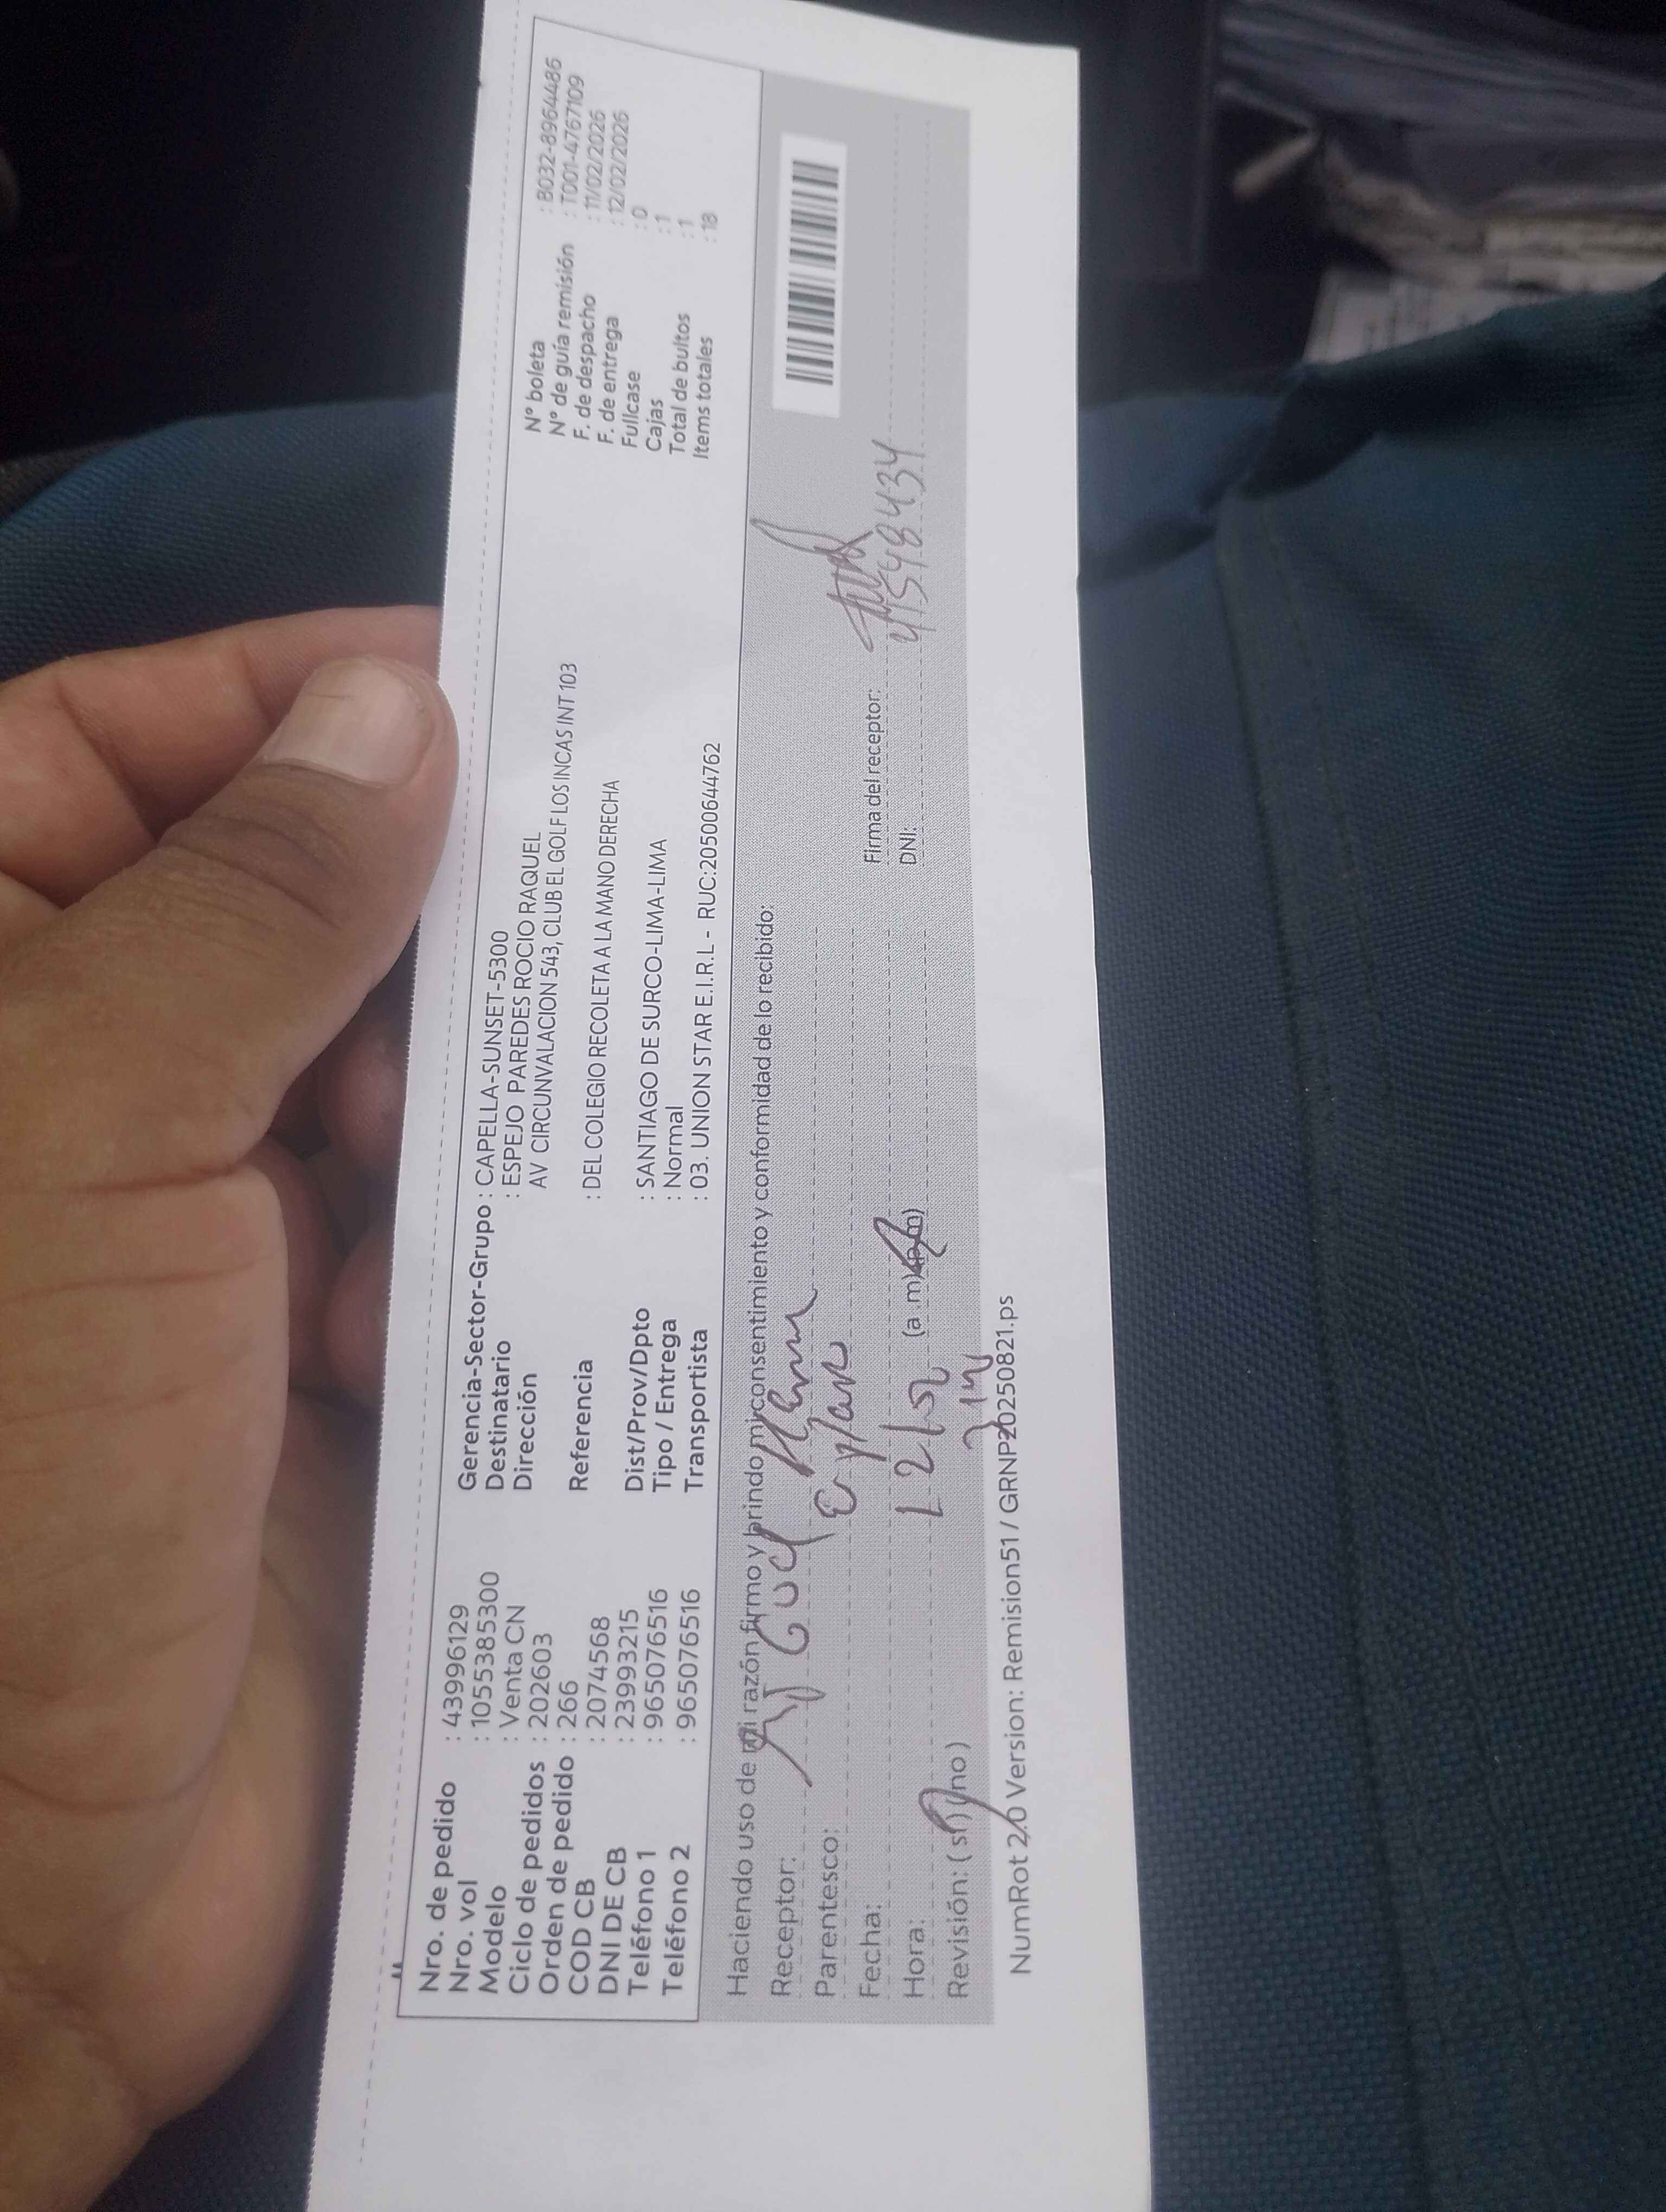 Nro. de pedido : 43996129
Nro. vol : 10553853​00
Modelo : Venta CN
Ciclo de pedidos : 202603
Orden de pedido : 266
COD CB : 2074568
DNI DE CB : 23993215
Teléfono 1 : 965076516
Teléfono 2 : 965076516
Gerencia-Sector-Grupo : CAPELLA-SUNSET-5300
Destinatario : ESPEJO PAREDES ROCIO RAQUEL
Dirección AV CIRCUNVALACION 543, CLUB EL GOLF LOS INCAS INT 103
Referencia : DEL COLEGIO RECOLETA A LA MANO DERECHA
Dist/Prov/Dpto : SANTIAGO DE SURCO-LIMA-LIMA
Tipo / Entrega : Normal
Transportista : 03. UNION STAR E.I.R.L - RUC:20500644762
N° boleta : B032-8964486
N° de guía remisión : T001-4767109
F. de despacho : 11/02/2026
F. de entrega : 12/02/2026
Fullcase : 0
Cajas : 1
Total de bultos : 1
Items totales : 18
Haciendo uso de mi razón firmo y brindo mi consentimiento y conformidad de lo recibido:
Receptor:
Parentesco:
Fecha:
Hora: (a.m) (p.m)
Revisión: ( si ) ( no )
Firma del receptor:
DNI: 41548434
NumRot 2.0 Version: Remision51 / GRNP20250821.ps